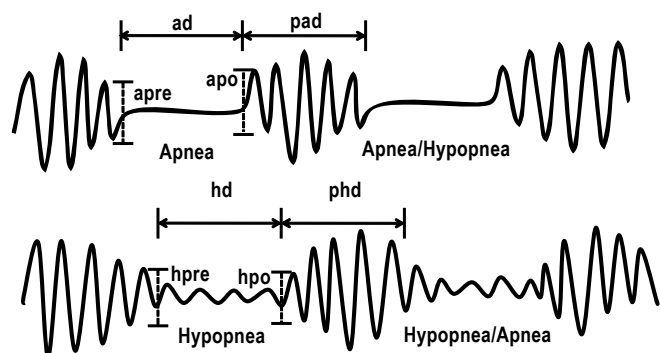 ad pad
apre apo
Apnea Apnea/Hypopnea
hd phd
hpre hpo
Hypopnea Hypopnea/Apnea